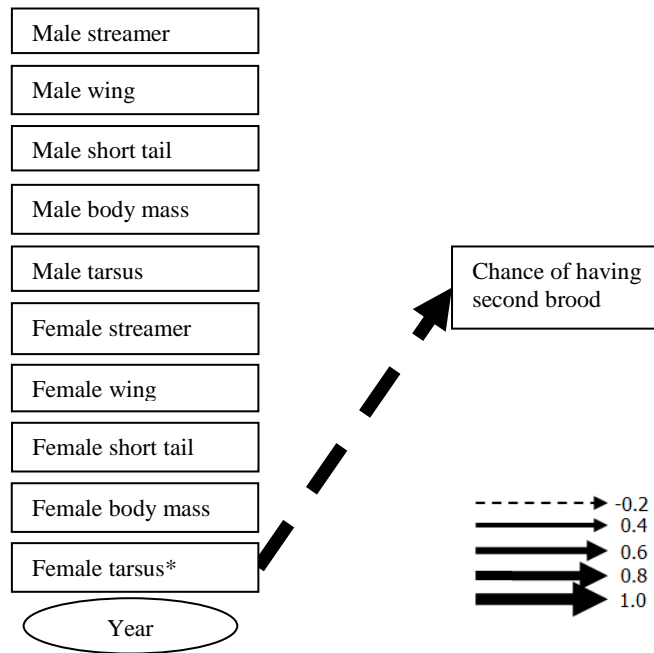 Male streamer
Male wing
Male short tail
Male body mass
Male tarsus
Female streamer
Female wing
Female short tail
Female body mass
Female tarsus*
Year
Chance of having
second brood
-0.2
0.4
0.6
0.8
1.0